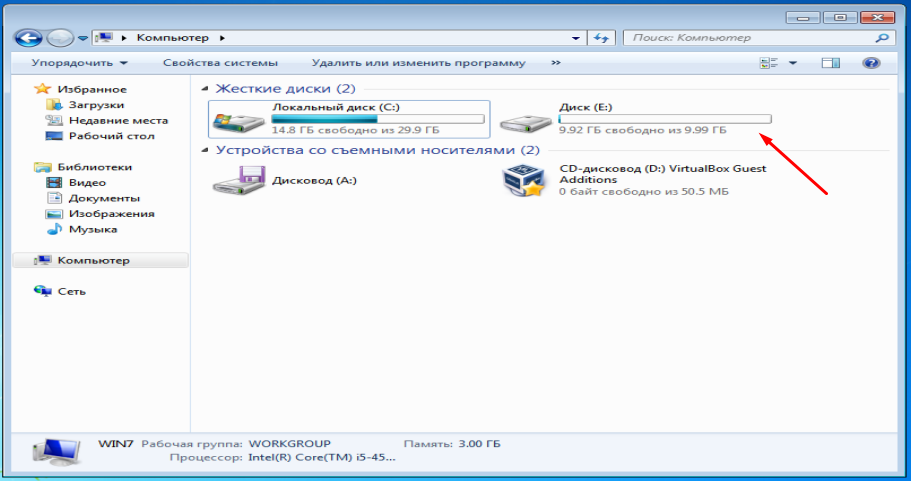 Компьютер
Поиск: Компьютер
Упорядочить
Свойства системы
Удалить или изменить программу
»
Избранное
Загрузки
Недавние места
Рабочий стол
Библиотеки
Видео
Документы
Изображения
Музыка
Компьютер
Сеть
Жесткие диски (2)
Локальный диск (C:)
14.8 ГБ свободно из 29.9 ГБ
Диск (E:)
9.92 ГБ свободно из 9.99 ГБ
Устройства со съемными носителями (2)
Дисковод (A:)
CD-дисковод (D:) VirtualBox Guest
Additions
0 байт свободно из 50.5 МБ
WIN7 Рабочая группа: WORKGROUP Память: 3.00 ГБ
Процессор: Intel(R) Core(TM) i5-45...